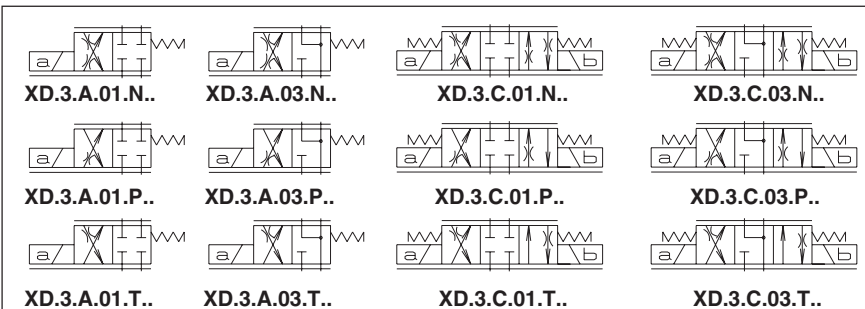 a a a b a b
XD.3.A.01.N.. XD.3.A.03.N.. XD.3.C.01.N.. XD.3.C.03.N..
a a a b a b
XD.3.A.01.P.. XD.3.A.03.P.. XD.3.C.01.P.. XD.3.C.03.P..
a a a b a b
XD.3.A.01.T.. XD.3.A.03.T.. XD.3.C.01.T.. XD.3.C.03.T..